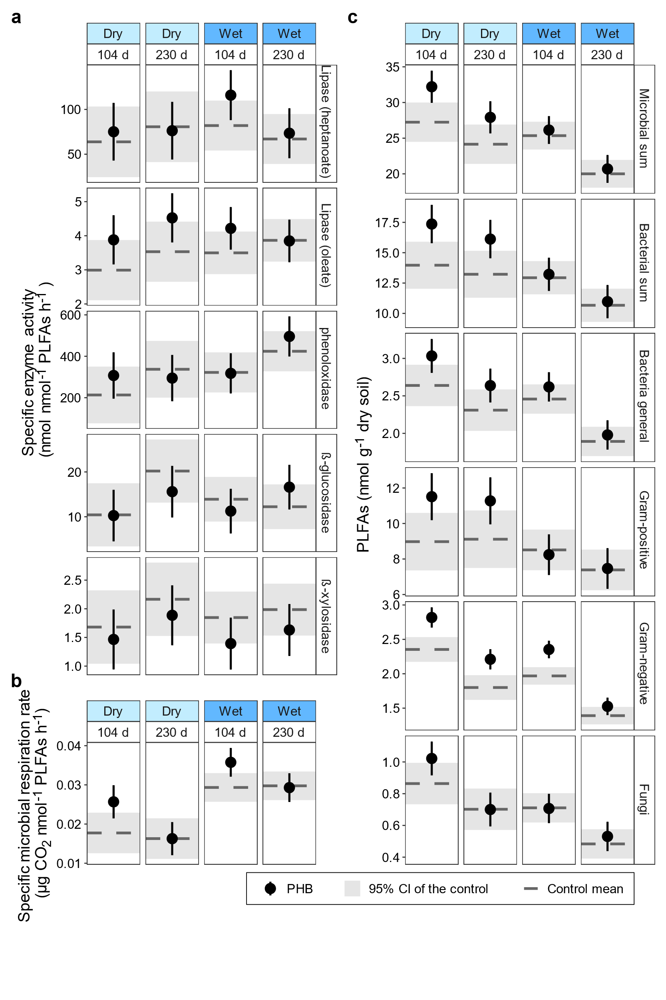 a
Dry
Dry
Wet
Wet
104 d
230 d
104 d
230 d
Specific enzyme activity
(nmol nmol⁻¹ PLFAs h⁻¹ )
100
50
Lipase (heptanoate)
5
4
3
2
Lipase (oleate)
600
400
200
phenoloxidase
20
10
ß-glucosidase
2.5
2.0
1.5
1.0
ß-xylosidase
b
Dry
Dry
Wet
Wet
104 d
230 d
104 d
230 d
Specific microbial respiration rate
(µg CO₂ nmol⁻¹ PLFAs h⁻¹)
0.04
0.03
0.02
0.01
c
Dry
Dry
Wet
Wet
104 d
230 d
104 d
230 d
PLFAs (nmol g⁻¹ dry soil)
35
30
25
20
Microbial sum
17.5
15.0
12.5
10.0
Bacterial sum
3.0
2.5
2.0
Bacteria general
12
10
8
6
Gram-positive
3.0
2.5
2.0
1.5
Gram-negative
1.0
0.8
0.6
0.4
Fungi
PHB
95% CI of the control
Control mean